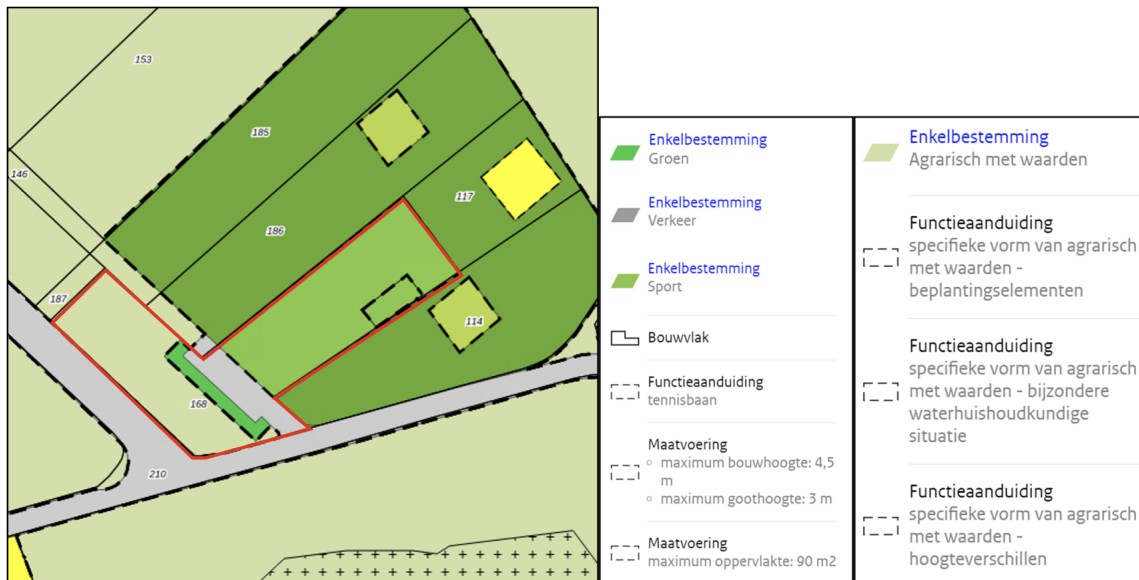 153
185
146
117
186
187
114
168
210
Enkelbestemming
Groen
Enkelbestemming
Verkeer
Enkelbestemming
Sport
Bouwvlak
Functieaanduiding
tennisbaan
Maatvoering
maximum bouwhoogte: 4,5
m
maximum goothoogte: 3 m
Maatvoering
maximum oppervlakte: 90 m2
Enkelbestemming
Agrarisch met waarden
Functieaanduiding
specifieke vorm van agrarisch
met waarden -
beplantingselementen
Functieaanduiding
specifieke vorm van agrarisch
met waarden - bijzondere
waterhuishoudkundige
situatie
Functieaanduiding
specifieke vorm van agrarisch
met waarden -
hoogteverschillen